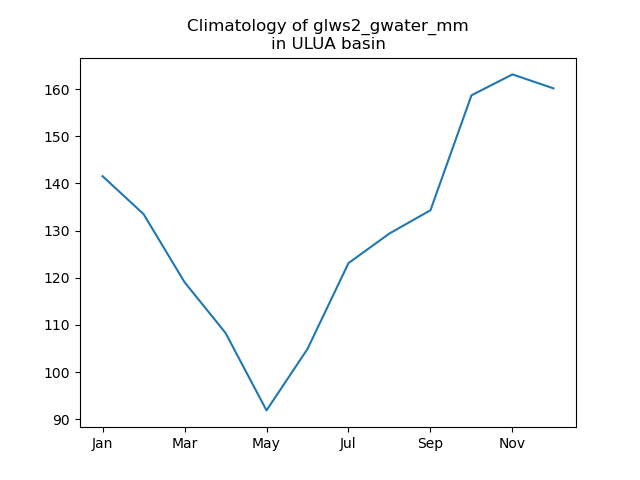 Climatology of glws2_gwater_mm
in ULUA basin
160
150
140
130
120
110
100
90
Jan
Mar
May
Jul
Sep
Nov